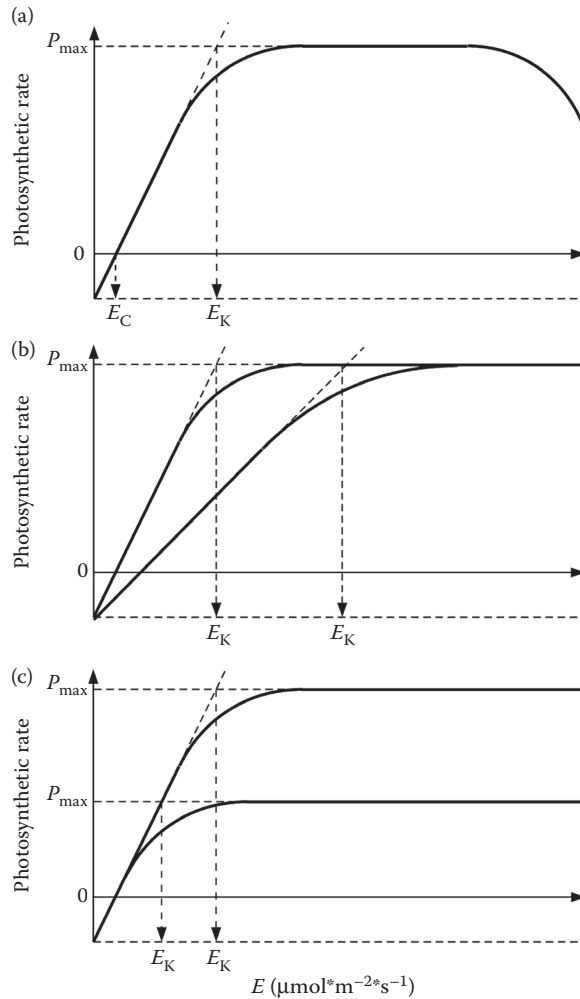 (a)
Pmax
Photosynthetic rate
0
EC EK
(b)
Pmax
Photosynthetic rate
0
EK EK
(c)
Pmax
Photosynthetic rate
Pmax
0
EK EK
E (µmol*m⁻²*s⁻¹)